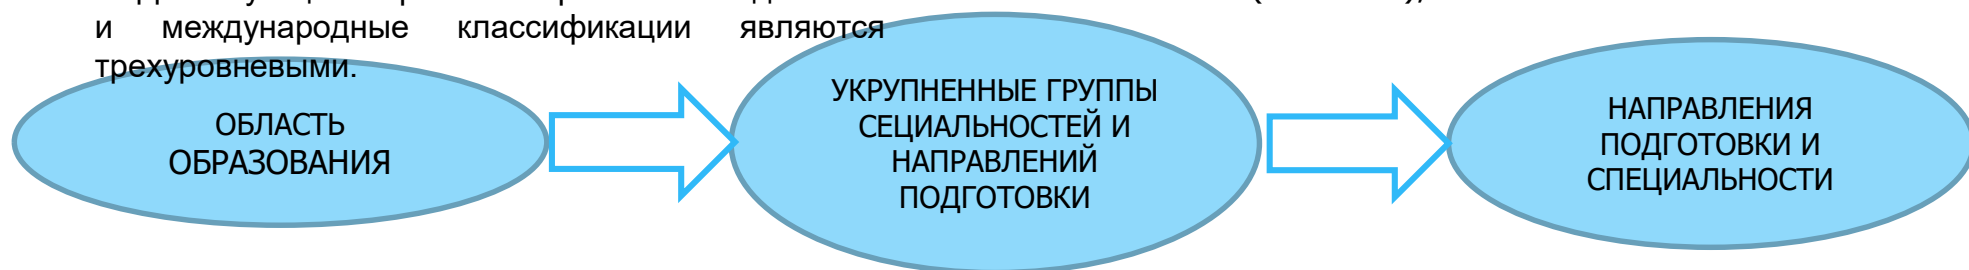 и международные классификации являются
трехуровневыми.
ОБЛАСТЬ
ОБРАЗОВАНИЯ
УКРУПНЕННЫЕ ГРУППЫ
СЕЦИАЛЬНОСТЕЙ И
НАПРАВЛЕНИЙ
ПОДГОТОВКИ
НАПРАВЛЕНИЯ
ПОДГОТОВКИ И
СПЕЦИАЛЬНОСТИ